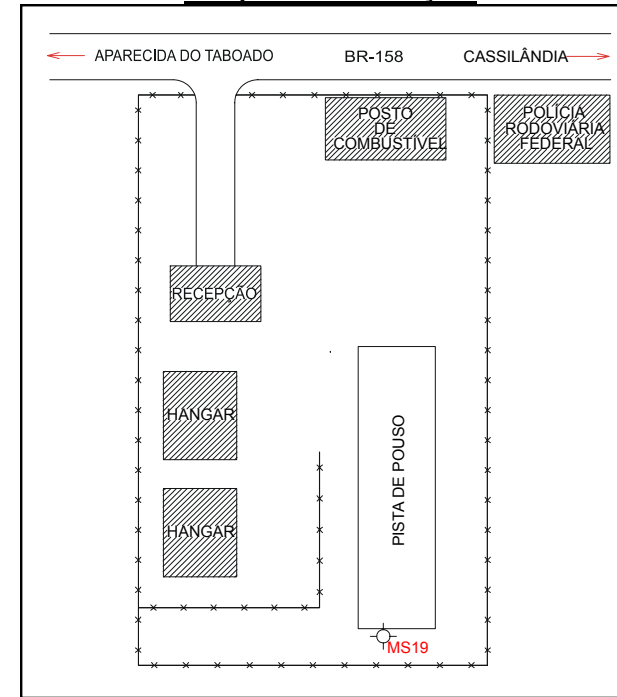 APARECIDA DO TABOADO BR-158 CASSILÂNDIA
POSTO
DE
COMBUSTÍVEL
POLÍCIA
RODOVIÁRIA
FEDERAL
RECEPÇÃO
HANGAR
HANGAR
PISTA DE POUSO
MS19